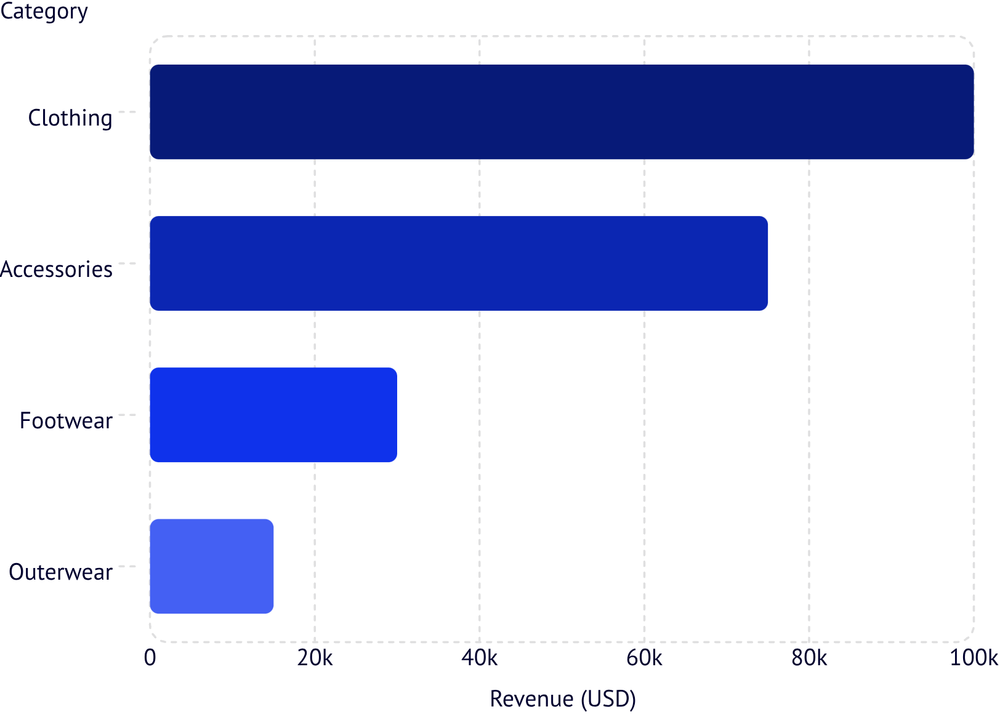 Category
Clothing
Accessories
Footwear
Outerwear
0 20k 40k 60k 80k 100k
Revenue (USD)